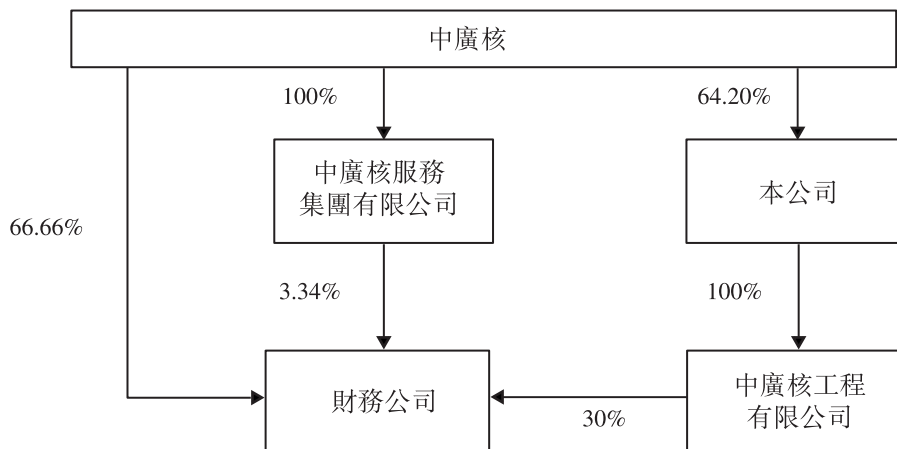 中廣核
100%
64.20%
中廣核服務
集團有限公司
本公司
66.66%
3.34%
100%
財務公司
30%
中廣核工程
有限公司